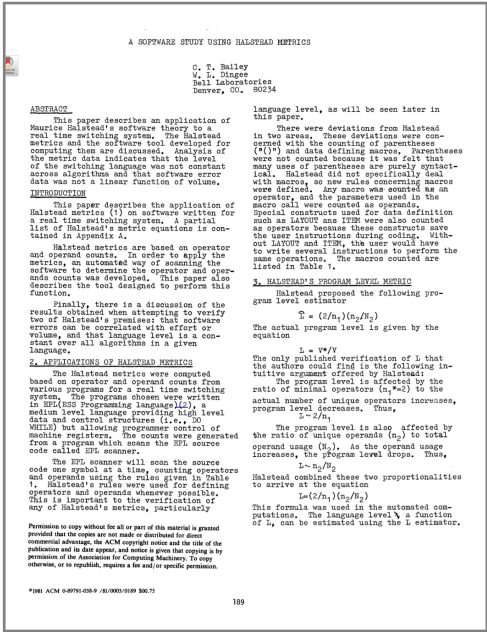 A SOFTWARE STUDY USING HALSTEAD METRICS
C. T. Bailey
W. L. Dingee
Bell Laboratories
Denver, CO. 80234
ABSTRACT
This paper describes an application of
Maurice Halstead's software theory to a
real time switching system. The Halstead
metrics and the software tool developed for
computing them are discussed. Analysis of
the metric data indicates that the level
of the switching language was not constant
across algorithm and that software error
data was not a linear function of volume.
INTRODUCTION
This paper describes the application of
Halstead metrics (1) on software written for
a real time switching system. A partial
list of Halstead's metric equations is con-
tained in Appendix A.
Halstead metrics are based on operator
and operand counts. In order to apply the
metrics, an automated way of scanning the
software to determine the operator and oper-
ands counts was developed. This paper also
describes the tool designed to perform this
function.
Finally, there is a discussion of the
results obtained when attempting to verify
two of Halstead's premises: that software
errors can be correlated with effort or
volume, and that language level is a con-
stant over all algorithms in a given
language.
2. APPLICATIONS OF HALSTEAD METRICS
The Halstead metrics were computed
based on operator and operand counts from
various programs for a real time switching
system. The programs chosen were written
in EPL(ESS Programming language)(2), a
medium level language providing high level
data and control structures (i.e., DO
WHILE) but allowing programmer control of
machine registers. The counts were generated
from a program which scans the EPL source
code called EPL scanner.
The EPL scanner will scan the source
code one symbol at a time, counting operators
and operands using the rules given in Table
1. Halstead's rules were used for defining
operators and operands whenever possible.
This is important to the verification of
any of Halstead's metrics, particularly
Permission to copy without fee all or part of this material is granted
provided that the copies are not made or distributed for direct
commercial advantage, the ACM copyright notice and the title of the
publication and its date appear, and notice is given that copying is by
permission of the Association for Computing Machinery. To copy
otherwise, or to republish, requires a fee and/or specific permission.
©1981 ACM 0-89791-038-9 /81/0003/0189 $00.75
language level, as will be seen later in
this paper.
There were deviations from Halstead
in two areas. These deviations were con-
cerned with the counting of parentheses
("()") and data defining macros. Parentheses
were not counted because it was felt that
many uses of parentheses are purely syntact-
ical. Halstead did not specifically deal
with macros, so new rules concerning macros
were defined. Any macro was counted as an
operator, and the parameters used in the
macro call were counted as operands.
Special constructs used for data definition
such as LAYOUT ans ITEM were also counted
as operators because these constructs save
the user instructions during coding. With-
out LAYOUT and ITEM, the user would have
to write several instructions to perform the
same operations. The macros counted are
listed in Table 1.
3. HALSTEAD'S PROGRAM LEVEL METRIC
Halstead proposed the following pro-
gram level estimator
L̂ = (2/n₁)(n₂/N₂)
The actual program level is given by the
equation
L = V*/V
The only published verification of L that
the authors could find is the following in-
tuitive argument offered by Halstead:
The program level is affected by the
ratio of minimal operators (n₁*=2) to the
actual number of unique operators increases,
program level decreases. Thus,
L~2/n₁
The program level is also affected by
the ratio of unique operands (n₂) to total
operand usage (N₂). As the operand usage
increases, the program level drops. Thus,
L~ n₂/N₂
Halstead combined these two proportionalities
to arrive at the equation
L=(2/n₁)(n₂/N₂)
This formula was used in the automated com-
putations. The language level λ, a function
of L, can be estimated using the L estimator.
189